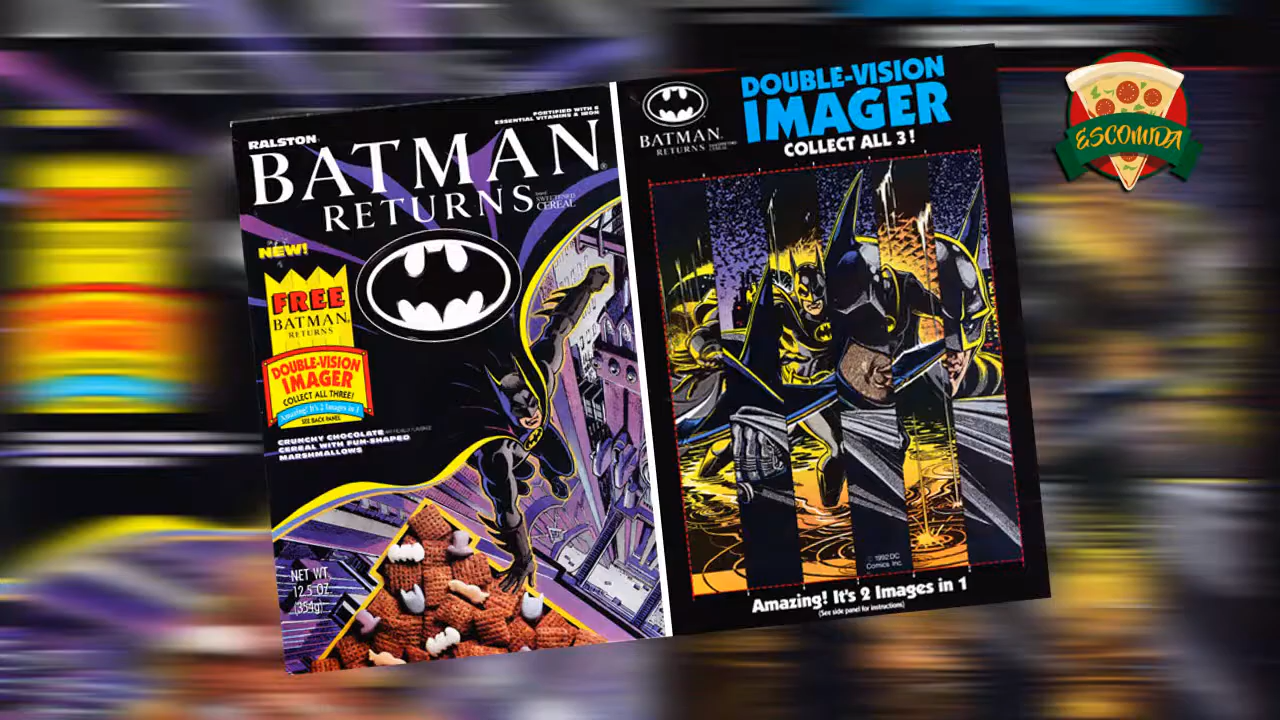 RALSTON
FORTIFIED WITH 8
ESSENTIAL VITAMINS & IRON
BATMAN
RETURNS
SWEETENED
CEREAL
NEW!
FREE
BATMAN
RETURNS
DOUBLE-VISION
IMAGER
COLLECT ALL THREE!
Amazing! It's 2 Images in 1
SEE BACK PANEL
CRUNCHY CHOCOLATE ARTIFICIALLY FLAVORED
CEREAL WITH FUN-SHAPED
MARSHMALLOWS
NET WT.
12.5 OZ.
(354g)
BATMAN
RETURNS
DOUBLE-VISION
IMAGER
COLLECT ALL 3!
© 1992 DC
Comics Inc.
Amazing! It's 2 Images in 1
(See side panel for instructions)
ESCOMIDA